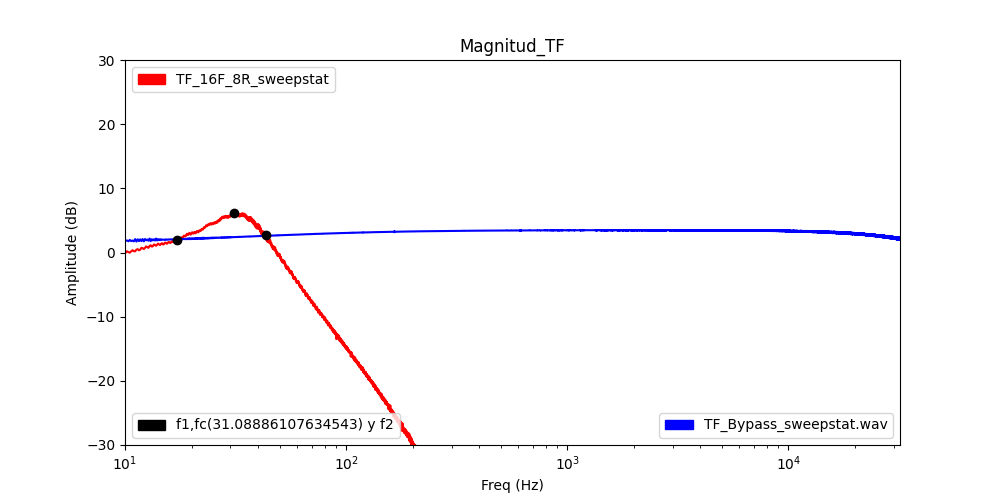 Magnitud_TF
TF_16F_8R_sweepstat
30
20
10
0
−10
−20
−30
Amplitude (dB)
f1,fc(31.08886107634543) y f2
TF_Bypass_sweepstat.wav
10¹
10²
10³
10⁴
Freq (Hz)